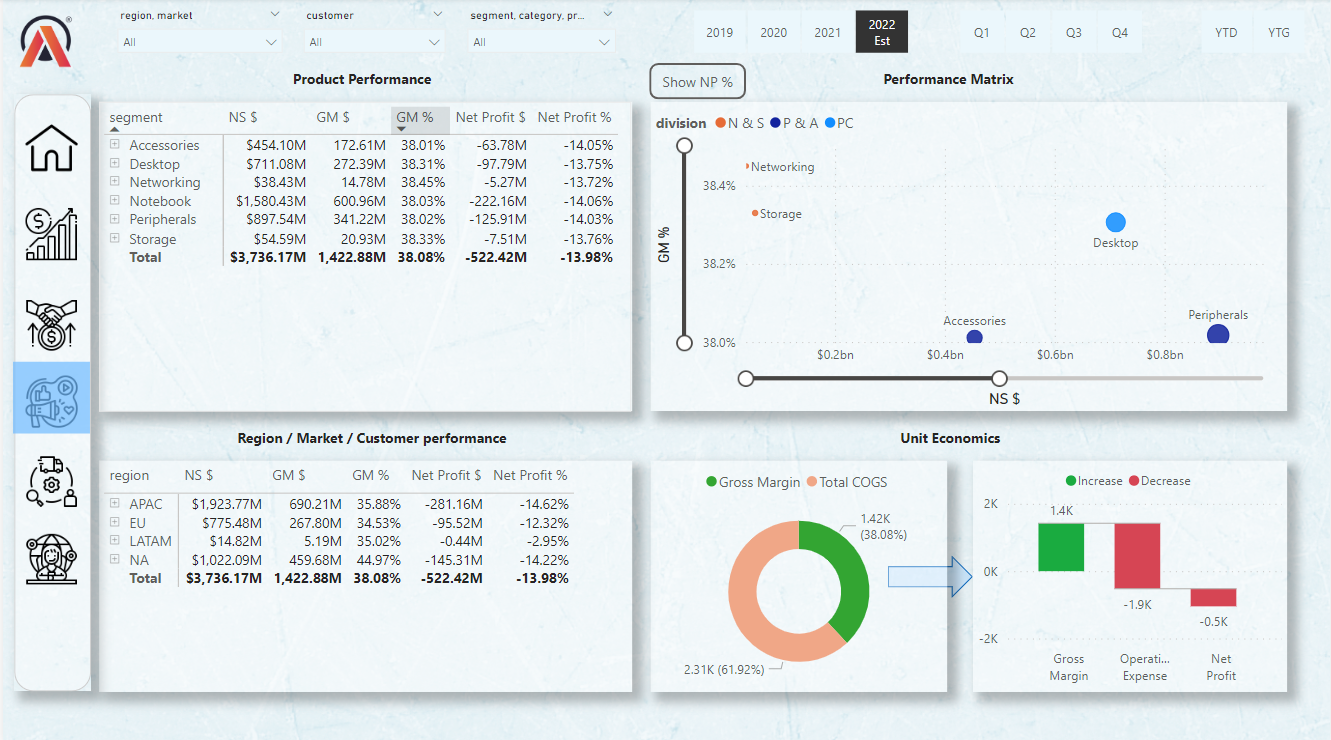 region, market
customer
segment, category, pr...
All
All
All
2019
2020
2021
2022
Est
Q1
Q2
Q3
Q4
YTD
YTG
Product Performance
segment NS $ GM $ GM % Net Profit $ Net Profit %
Accessories $454.10M 172.61M 38.01% -63.78M -14.05%
Desktop $711.08M 272.39M 38.31% -97.79M -13.75%
Networking $38.43M 14.78M 38.45% -5.27M -13.72%
Notebook $1,580.43M 600.96M 38.03% -222.16M -14.06%
Peripherals $897.54M 341.22M 38.02% -125.91M -14.03%
Storage $54.59M 20.93M 38.33% -7.51M -13.76%
Total $3,736.17M 1,422.88M 38.08% -522.42M -13.98%
Show NP %
Performance Matrix
division N & S P & A PC
GM %
38.4%
38.2%
38.0%
Networking
Storage
Desktop
Accessories
Peripherals
$0.2bn
$0.4bn
$0.6bn
$0.8bn
NS $
Region / Market / Customer performance
region NS $ GM $ GM % Net Profit $ Net Profit %
APAC $1,923.77M 690.21M 35.88% -281.16M -14.62%
EU $775.48M 267.80M 34.53% -95.52M -12.32%
LATAM $14.82M 5.19M 35.02% -0.44M -2.95%
NA $1,022.09M 459.68M 44.97% -145.31M -14.22%
Total $3,736.17M 1,422.88M 38.08% -522.42M -13.98%
Unit Economics
Gross Margin Total COGS
1.42K
(38.08%)
2.31K (61.92%)
Increase Decrease
2K
0K
-2K
1.4K
-1.9K
-0.5K
Gross
Margin
Operati...
Expense
Net
Profit